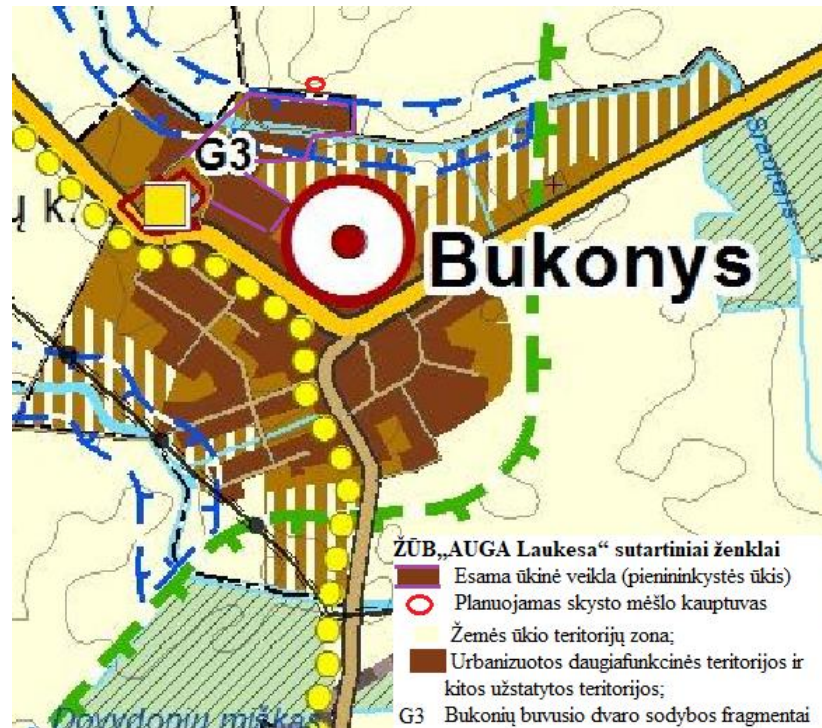 G3
ų k.
Bukonys
Srautenis
ŽŪB„AUGA Laukesa“ sutartiniai ženklai
Esama ūkinė veikla (pienininkystės ūkis)
Planuojamas skysto mėšlo kauptuvas
Žemės ūkio teritorijų zona;
Urbanizuotos daugiafunkcinės teritorijos ir
kitos užstatytos teritorijos;
G3 Bukonių buvusio dvaro sodybos fragmentai